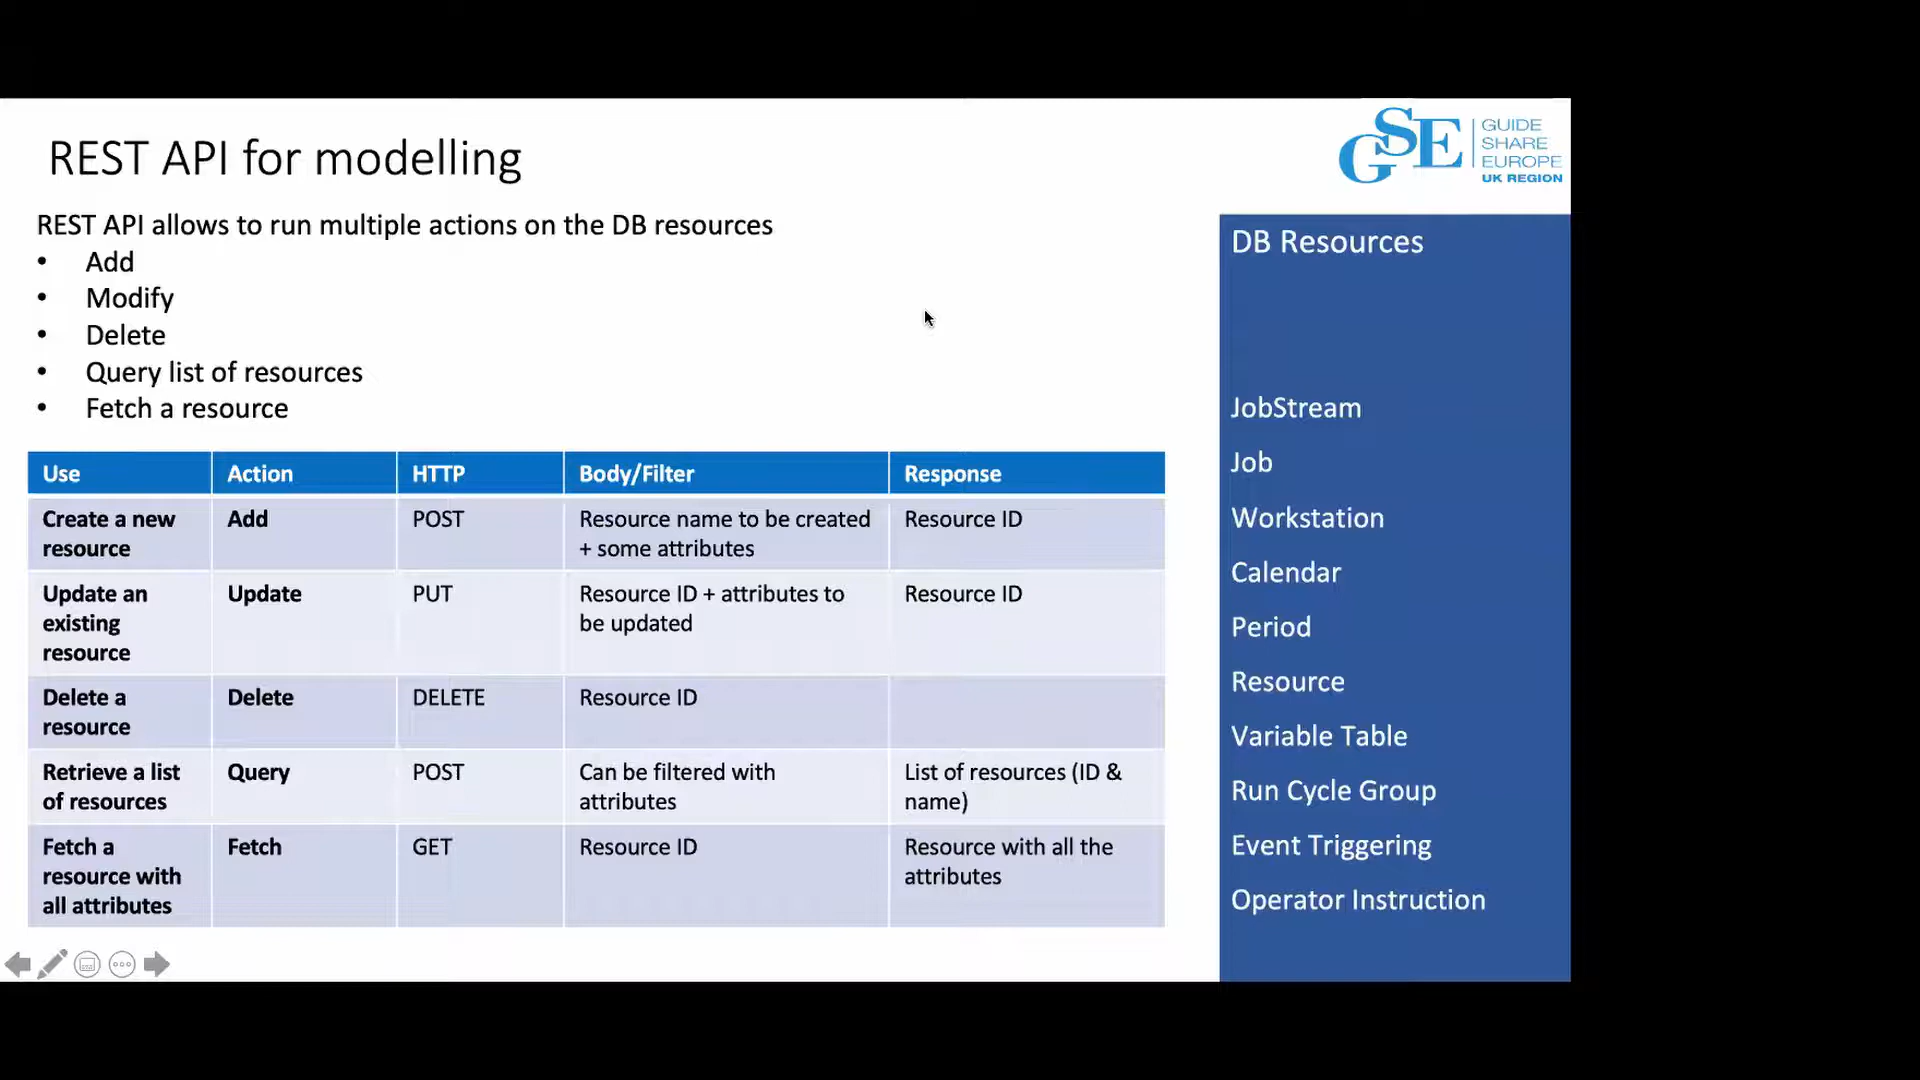 REST API for modelling
GSE
GUIDE
SHARE
EUROPE
UK REGION
REST API allows to run multiple actions on the DB resources
• Add
• Modify
• Delete
• Query list of resources
• Fetch a resource
Use Action HTTP Body/Filter Response
Create a new Add POST Resource name to be created Resource ID
resource + some attributes
Update an Update PUT Resource ID + attributes to Resource ID
existing be updated
resource
Delete a Delete DELETE Resource ID
resource
Retrieve a list Query POST Can be filtered with List of resources (ID &
of resources attributes name)
Fetch a Fetch GET Resource ID Resource with all the
resource with attributes
all attributes
DB Resources
JobStream
Job
Workstation
Calendar
Period
Resource
Variable Table
Run Cycle Group
Event Triggering
Operator Instruction